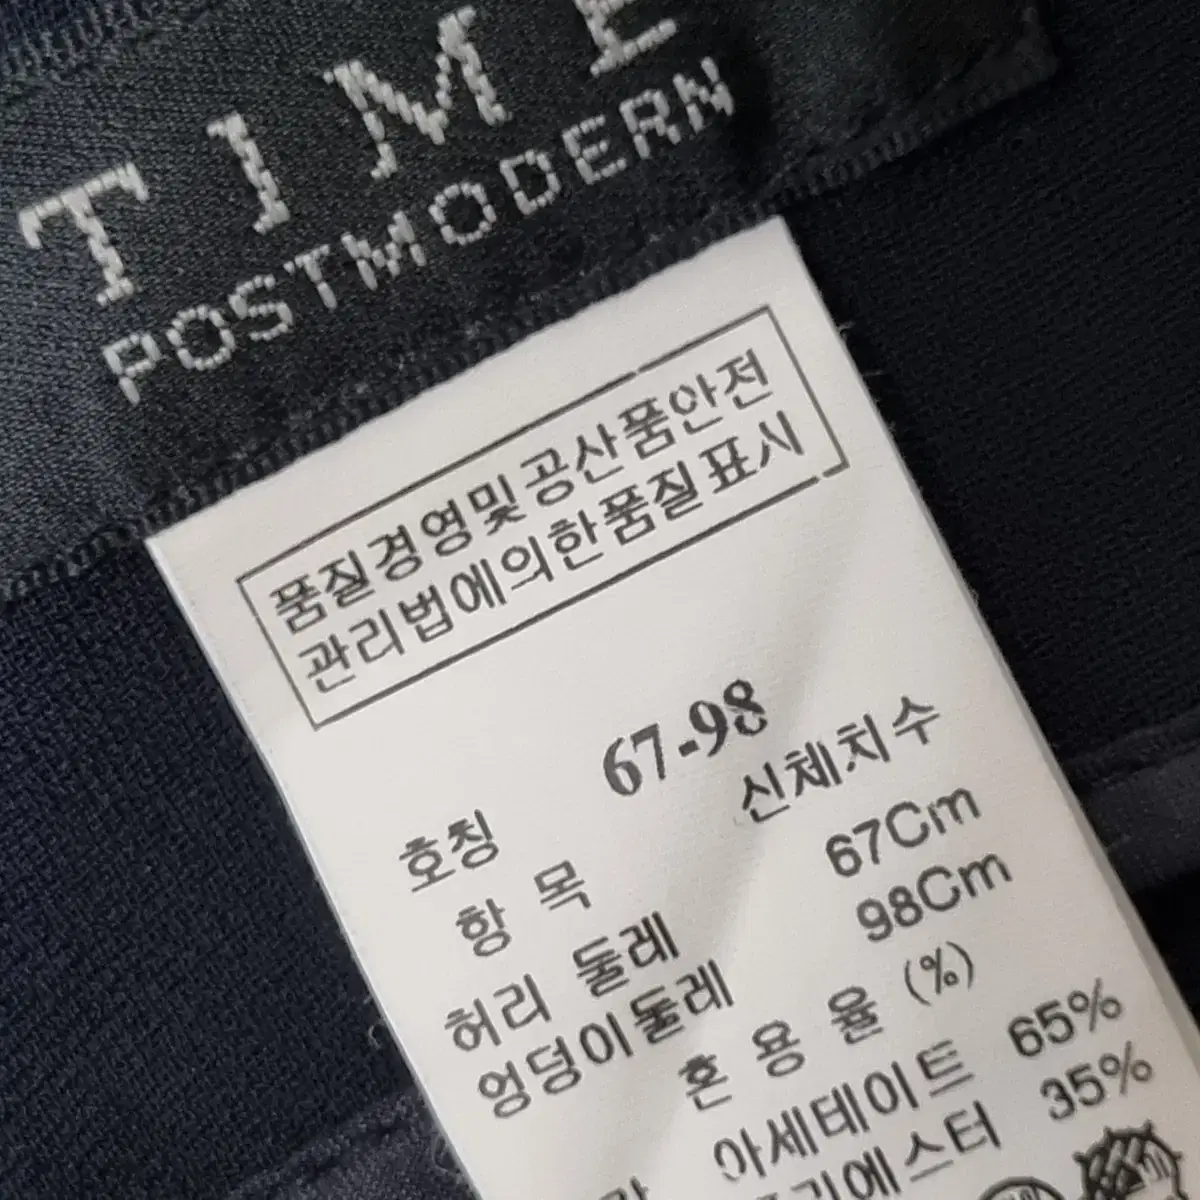 TIME
POSTMODERN
품질경영및공산품안전
관리법에의한품질표시
호칭 67-98
항 목 신체치수
허리 둘레 67Cm
엉덩이둘레 98Cm
혼 용 율 (%)
아세테이트 65%
폴리에스터 35%